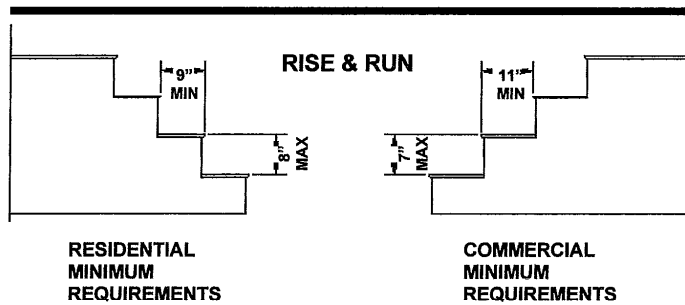 RISE & RUN
9"
MIN
8"
MAX
11"
MIN
7"
MAX
RESIDENTIAL
MINIMUM
REQUIREMENTS
COMMERCIAL
MINIMUM
REQUIREMENTS